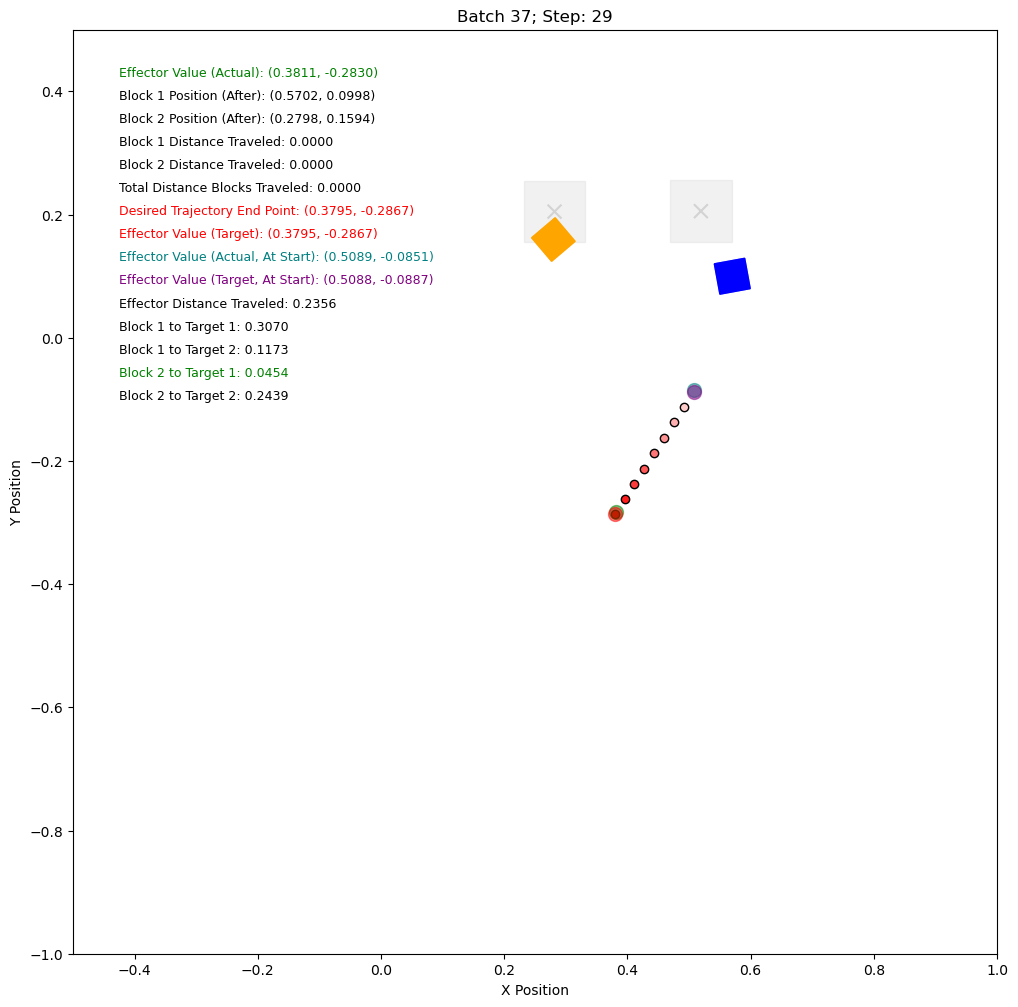 Batch 37; Step: 29
Effector Value (Actual): (0.3811, -0.2830)
Block 1 Position (After): (0.5702, 0.0998)
Block 2 Position (After): (0.2798, 0.1594)
Block 1 Distance Traveled: 0.0000
Block 2 Distance Traveled: 0.0000
Total Distance Blocks Traveled: 0.0000
Desired Trajectory End Point: (0.3795, -0.2867)
Effector Value (Target): (0.3795, -0.2867)
Effector Value (Actual, At Start): (0.5089, -0.0851)
Effector Value (Target, At Start): (0.5088, -0.0887)
Effector Distance Traveled: 0.2356
Block 1 to Target 1: 0.3070
Block 1 to Target 2: 0.1173
Block 2 to Target 1: 0.0454
Block 2 to Target 2: 0.2439
Y Position
0.4
0.2
0.0
−0.2
−0.4
−0.6
−0.8
−1.0
−0.4
−0.2
0.0
0.2
0.4
0.6
0.8
1.0
X Position